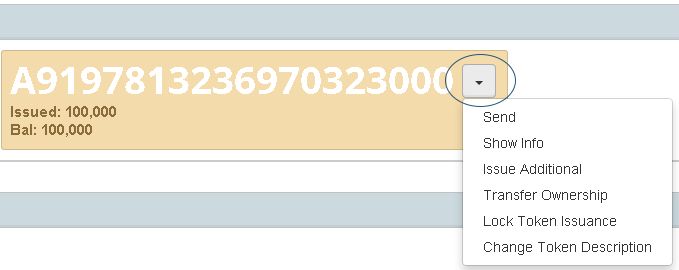 A9197813236970323000
Issued: 100,000
Bal: 100,000
Send
Show Info
Issue Additional
Transfer Ownership
Lock Token Issuance
Change Token Description